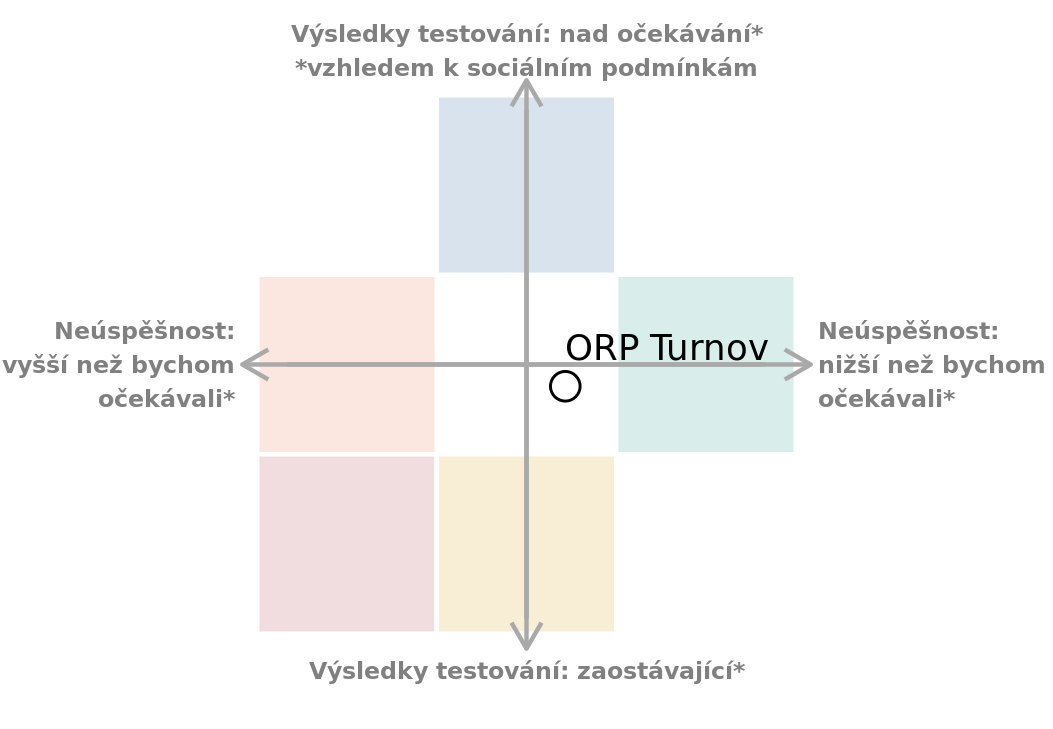 Výsledky testování: nad očekávání*
*vzhledem k sociálním podmínkám
ORP Turnov
Neúspěšnost:
vyšší než bychom
očekávali*
Neúspěšnost:
nižší než bychom
očekávali*
Výsledky testování: zaostávající*